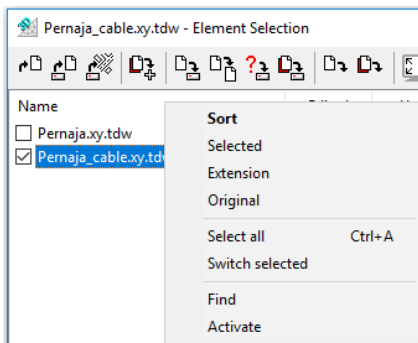 Pernaja_cable.xy.tdw - Element Selection
Name
Sort
Pernaja.xy.tdw
Selected
Pernaja_cable.xy.tdw
Extension
Original
Select all Ctrl+A
Switch selected
Find
Activate